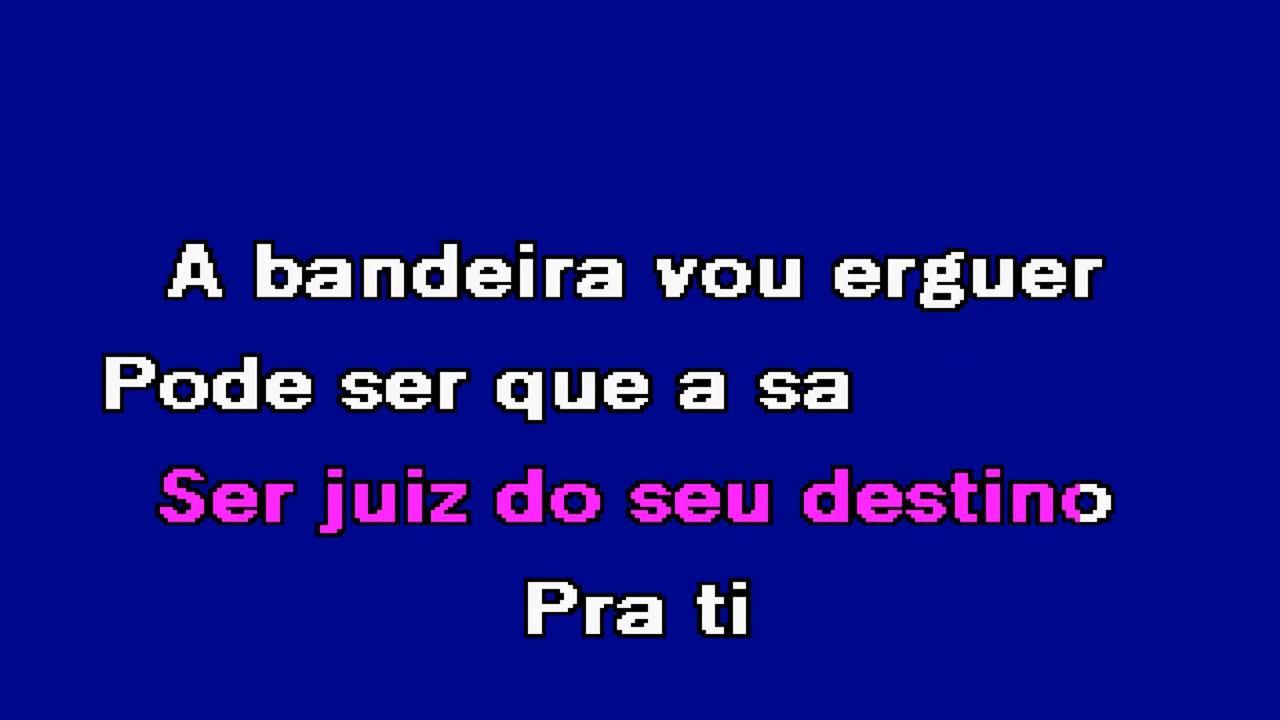 A bandeira vou erguer
Pode ser que a sa
Ser juiz do seu destino
Pra ti